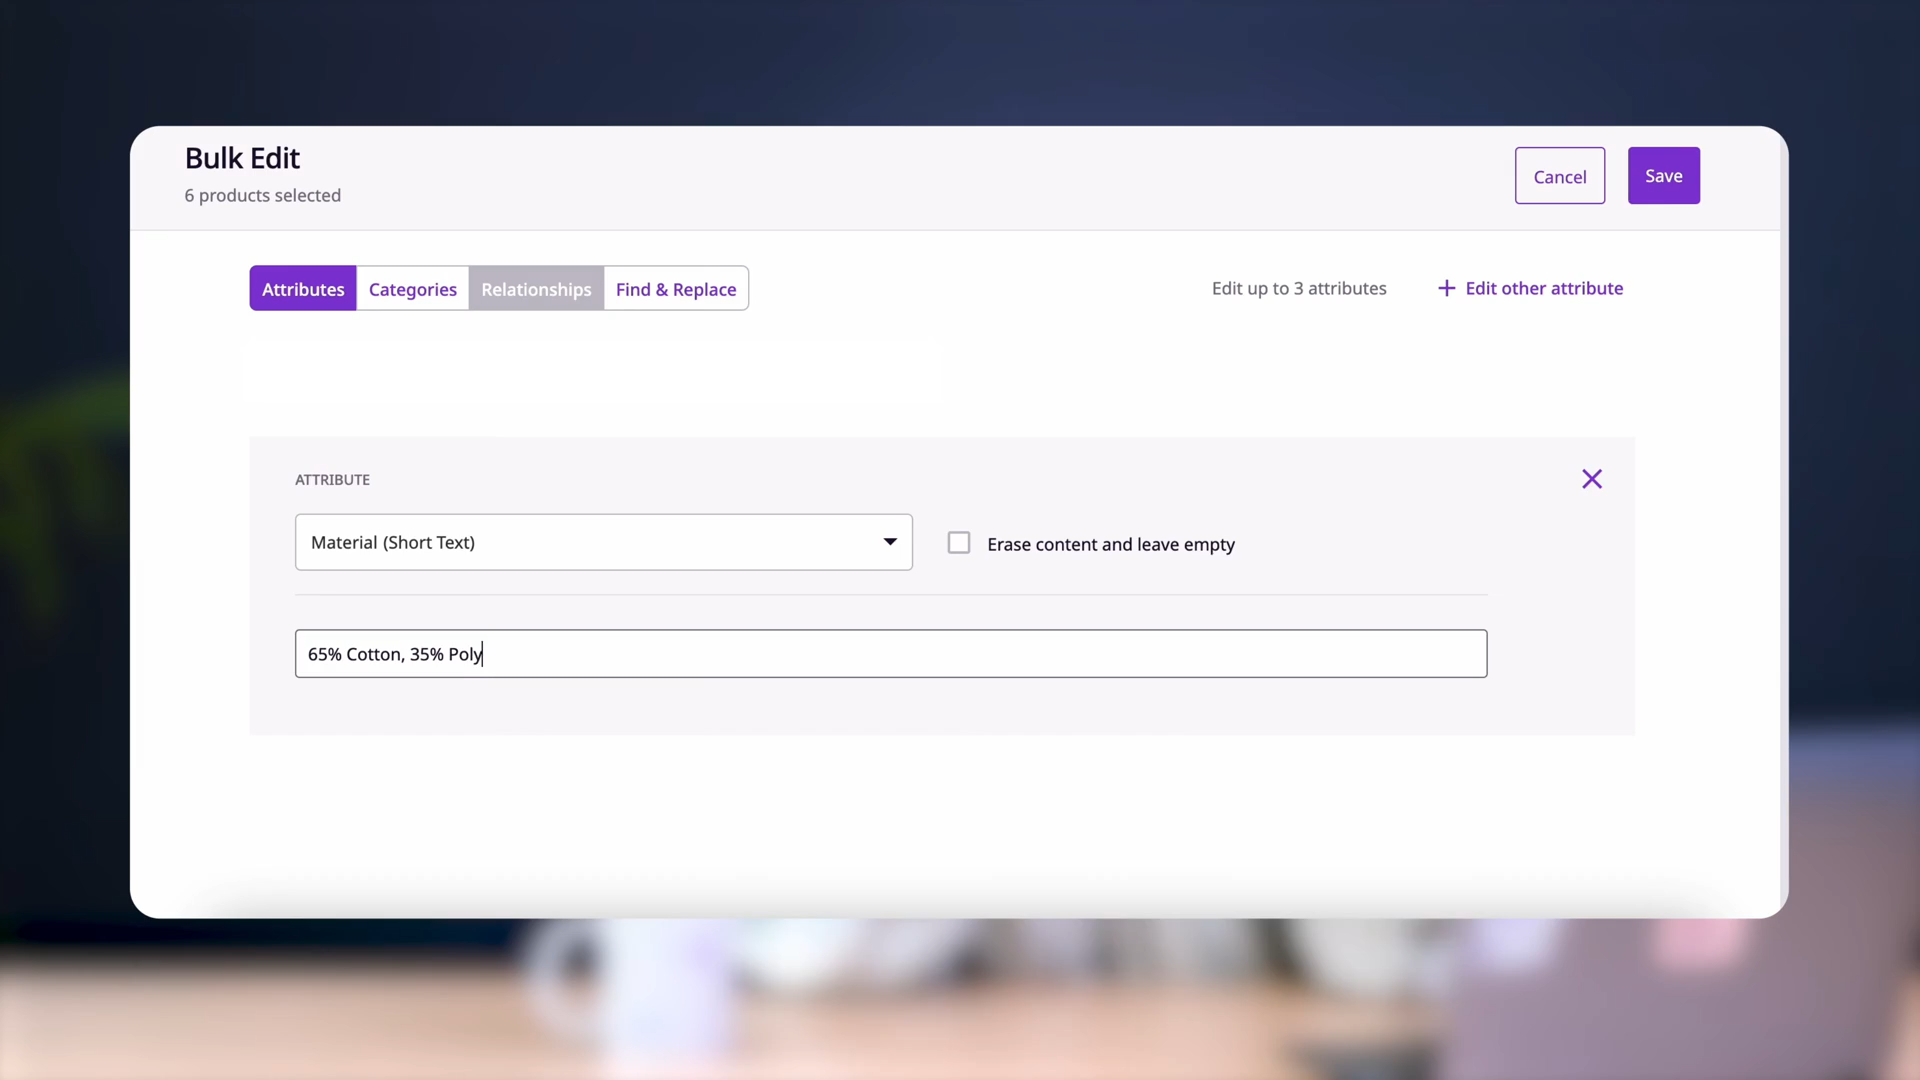 Bulk Edit
6 products selected
Cancel
Save
Attributes
Categories
Relationships
Find & Replace
Edit up to 3 attributes
+ Edit other attribute
ATTRIBUTE
Material (Short Text)
Erase content and leave empty
65% Cotton, 35% Poly